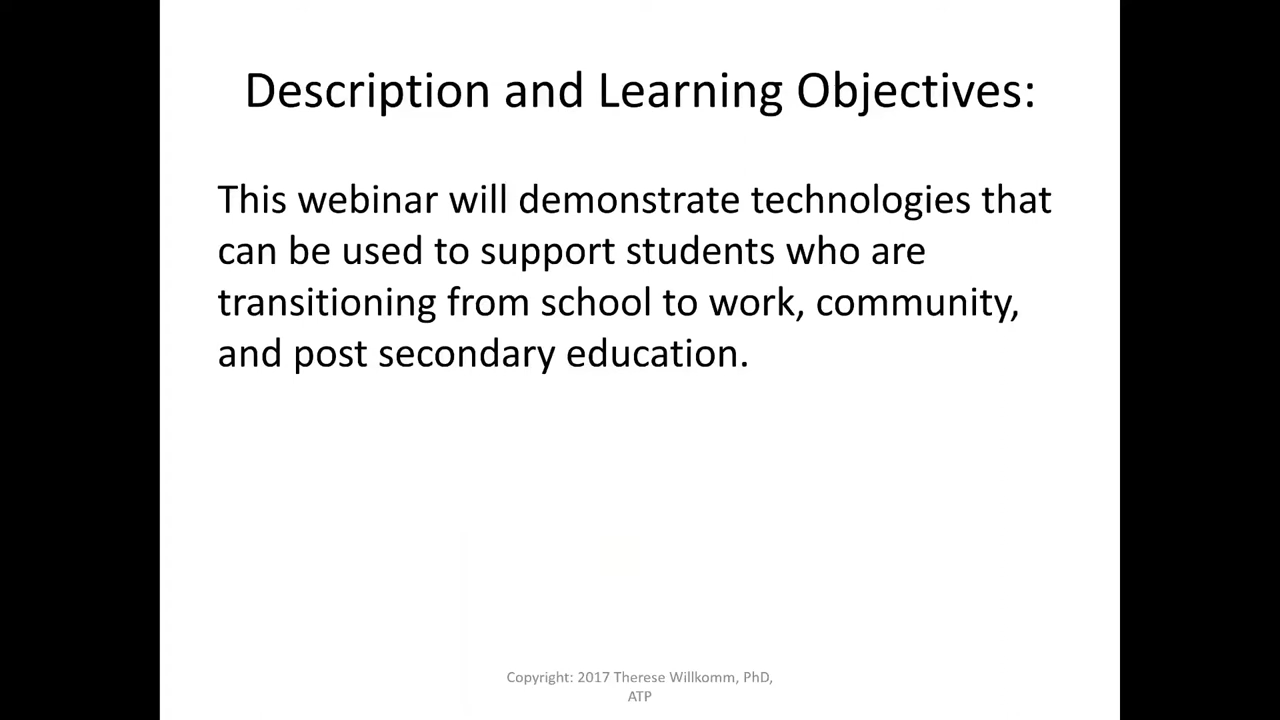 Description and Learning Objectives:
This webinar will demonstrate technologies that
can be used to support students who are
transitioning from school to work, community,
and post secondary education.
Copyright: 2017 Therese Willkomm, PhD,
ATP